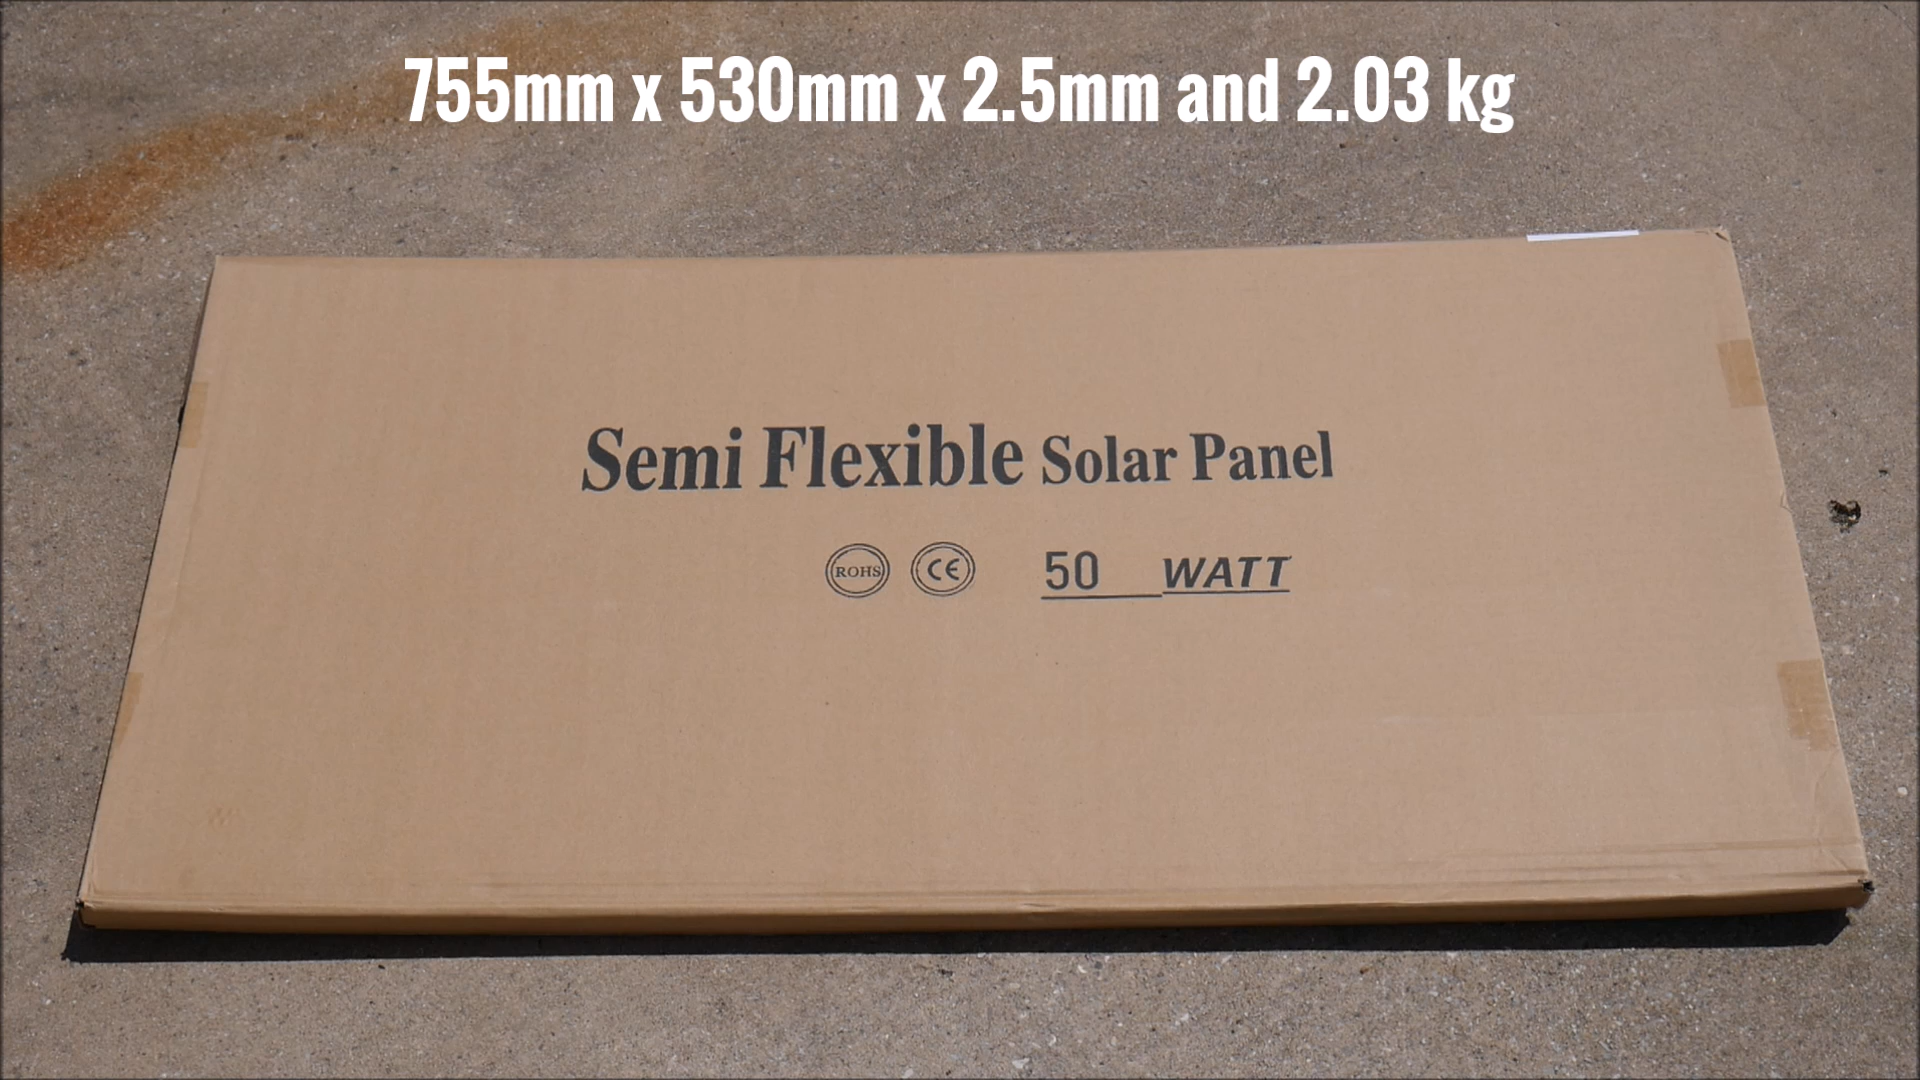 755mm x 530mm x 2.5mm and 2.03 kg
Semi Flexible Solar Panel
ROHS CE 50 WATT